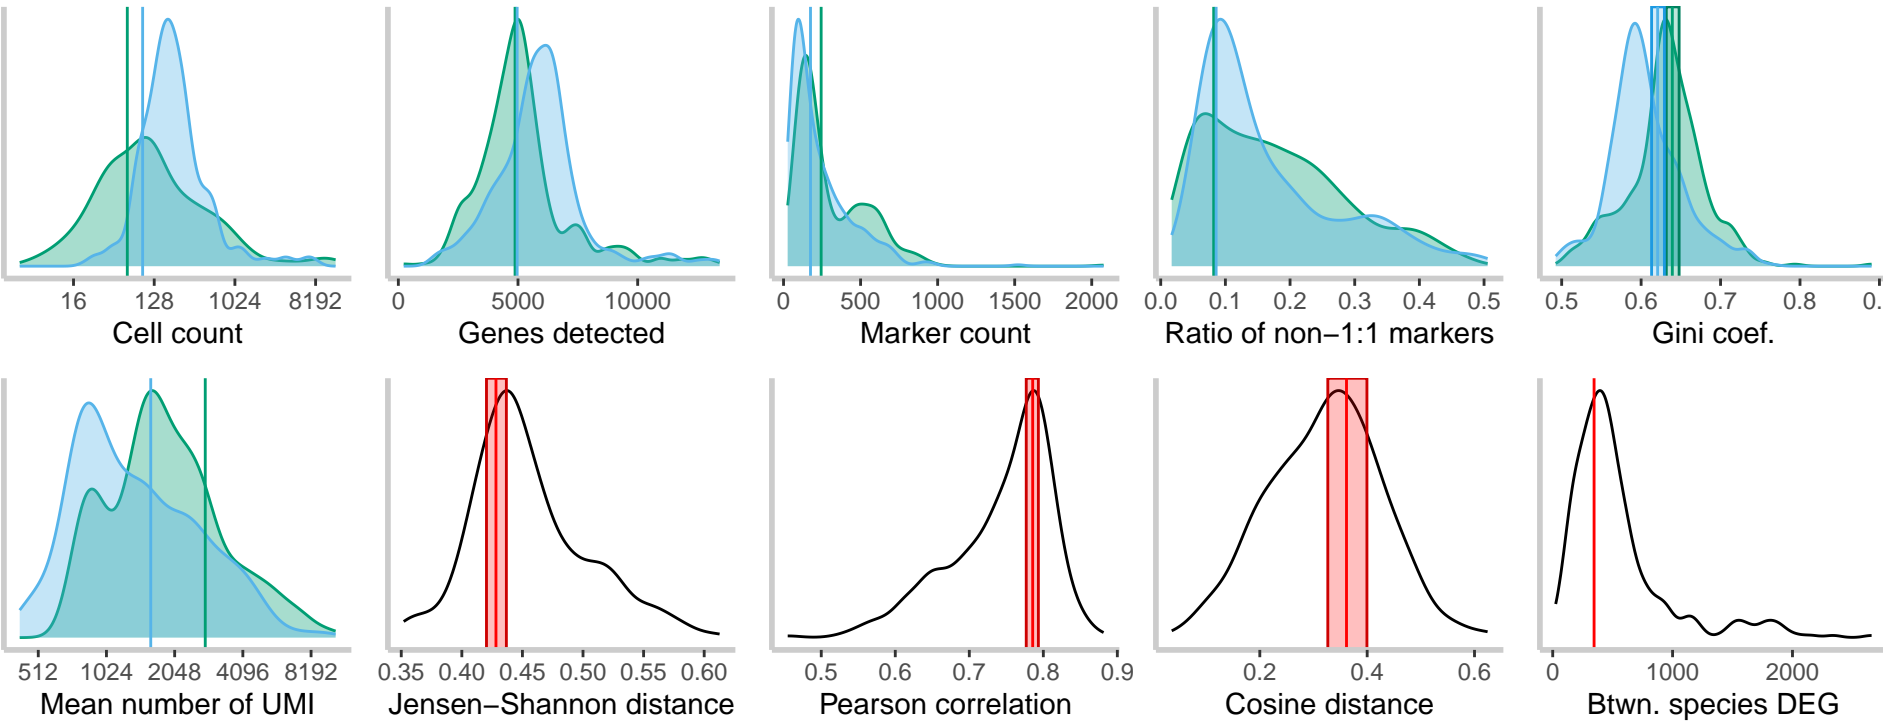 16 128 1024 8192
Cell count
0 5000 10000
Genes detected
0 500 1000 1500 2000
Marker count
0.0 0.1 0.2 0.3 0.4 0.5
Ratio of non−1:1 markers
0.5 0.6 0.7 0.8 0.
Gini coef.
512 1024 2048 4096 8192
Mean number of UMI
0.35 0.40 0.45 0.50 0.55 0.60
Jensen−Shannon distance
0.5 0.6 0.7 0.8 0.9
Pearson correlation
0.2 0.4 0.6
Cosine distance
0 1000 2000
Btwn. species DEG